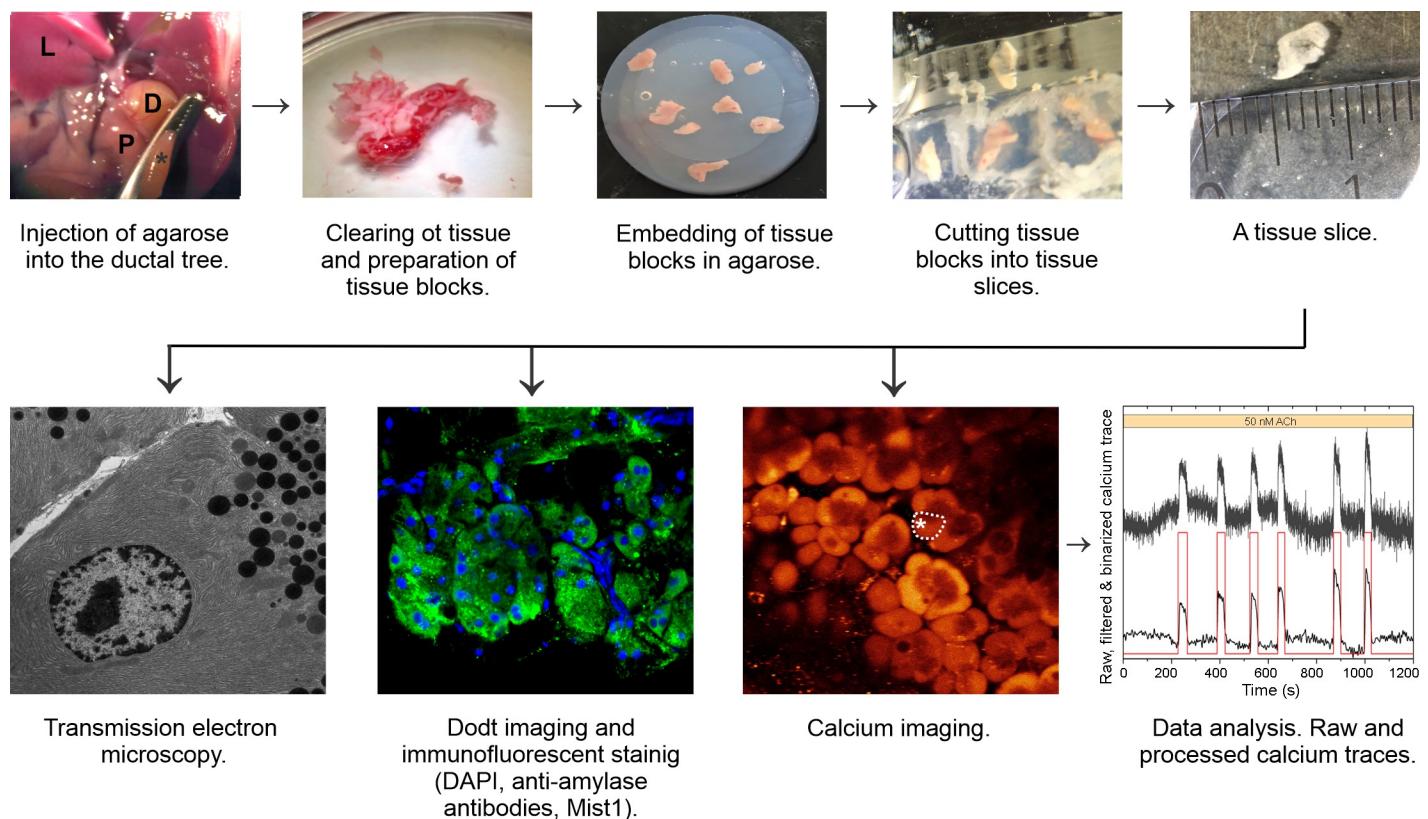 L
D
P
*
0
1
Injection of agarose
into the ductal tree.
Clearing ot tissue
and preparation of
tissue blocks.
Embedding of tissue
blocks in agarose.
Cutting tissue
blocks into tissue
slices.
A tissue slice.
*
50 nM ACh
Raw, filtered & binarized calcium trace
0 200 400 600 800 1000 1200
Time (s)
Transmission electron
microscopy.
Dodt imaging and
immunofluorescent stainig
(DAPI, anti-amylase
antibodies, Mist1).
Calcium imaging.
Data analysis. Raw and
processed calcium traces.